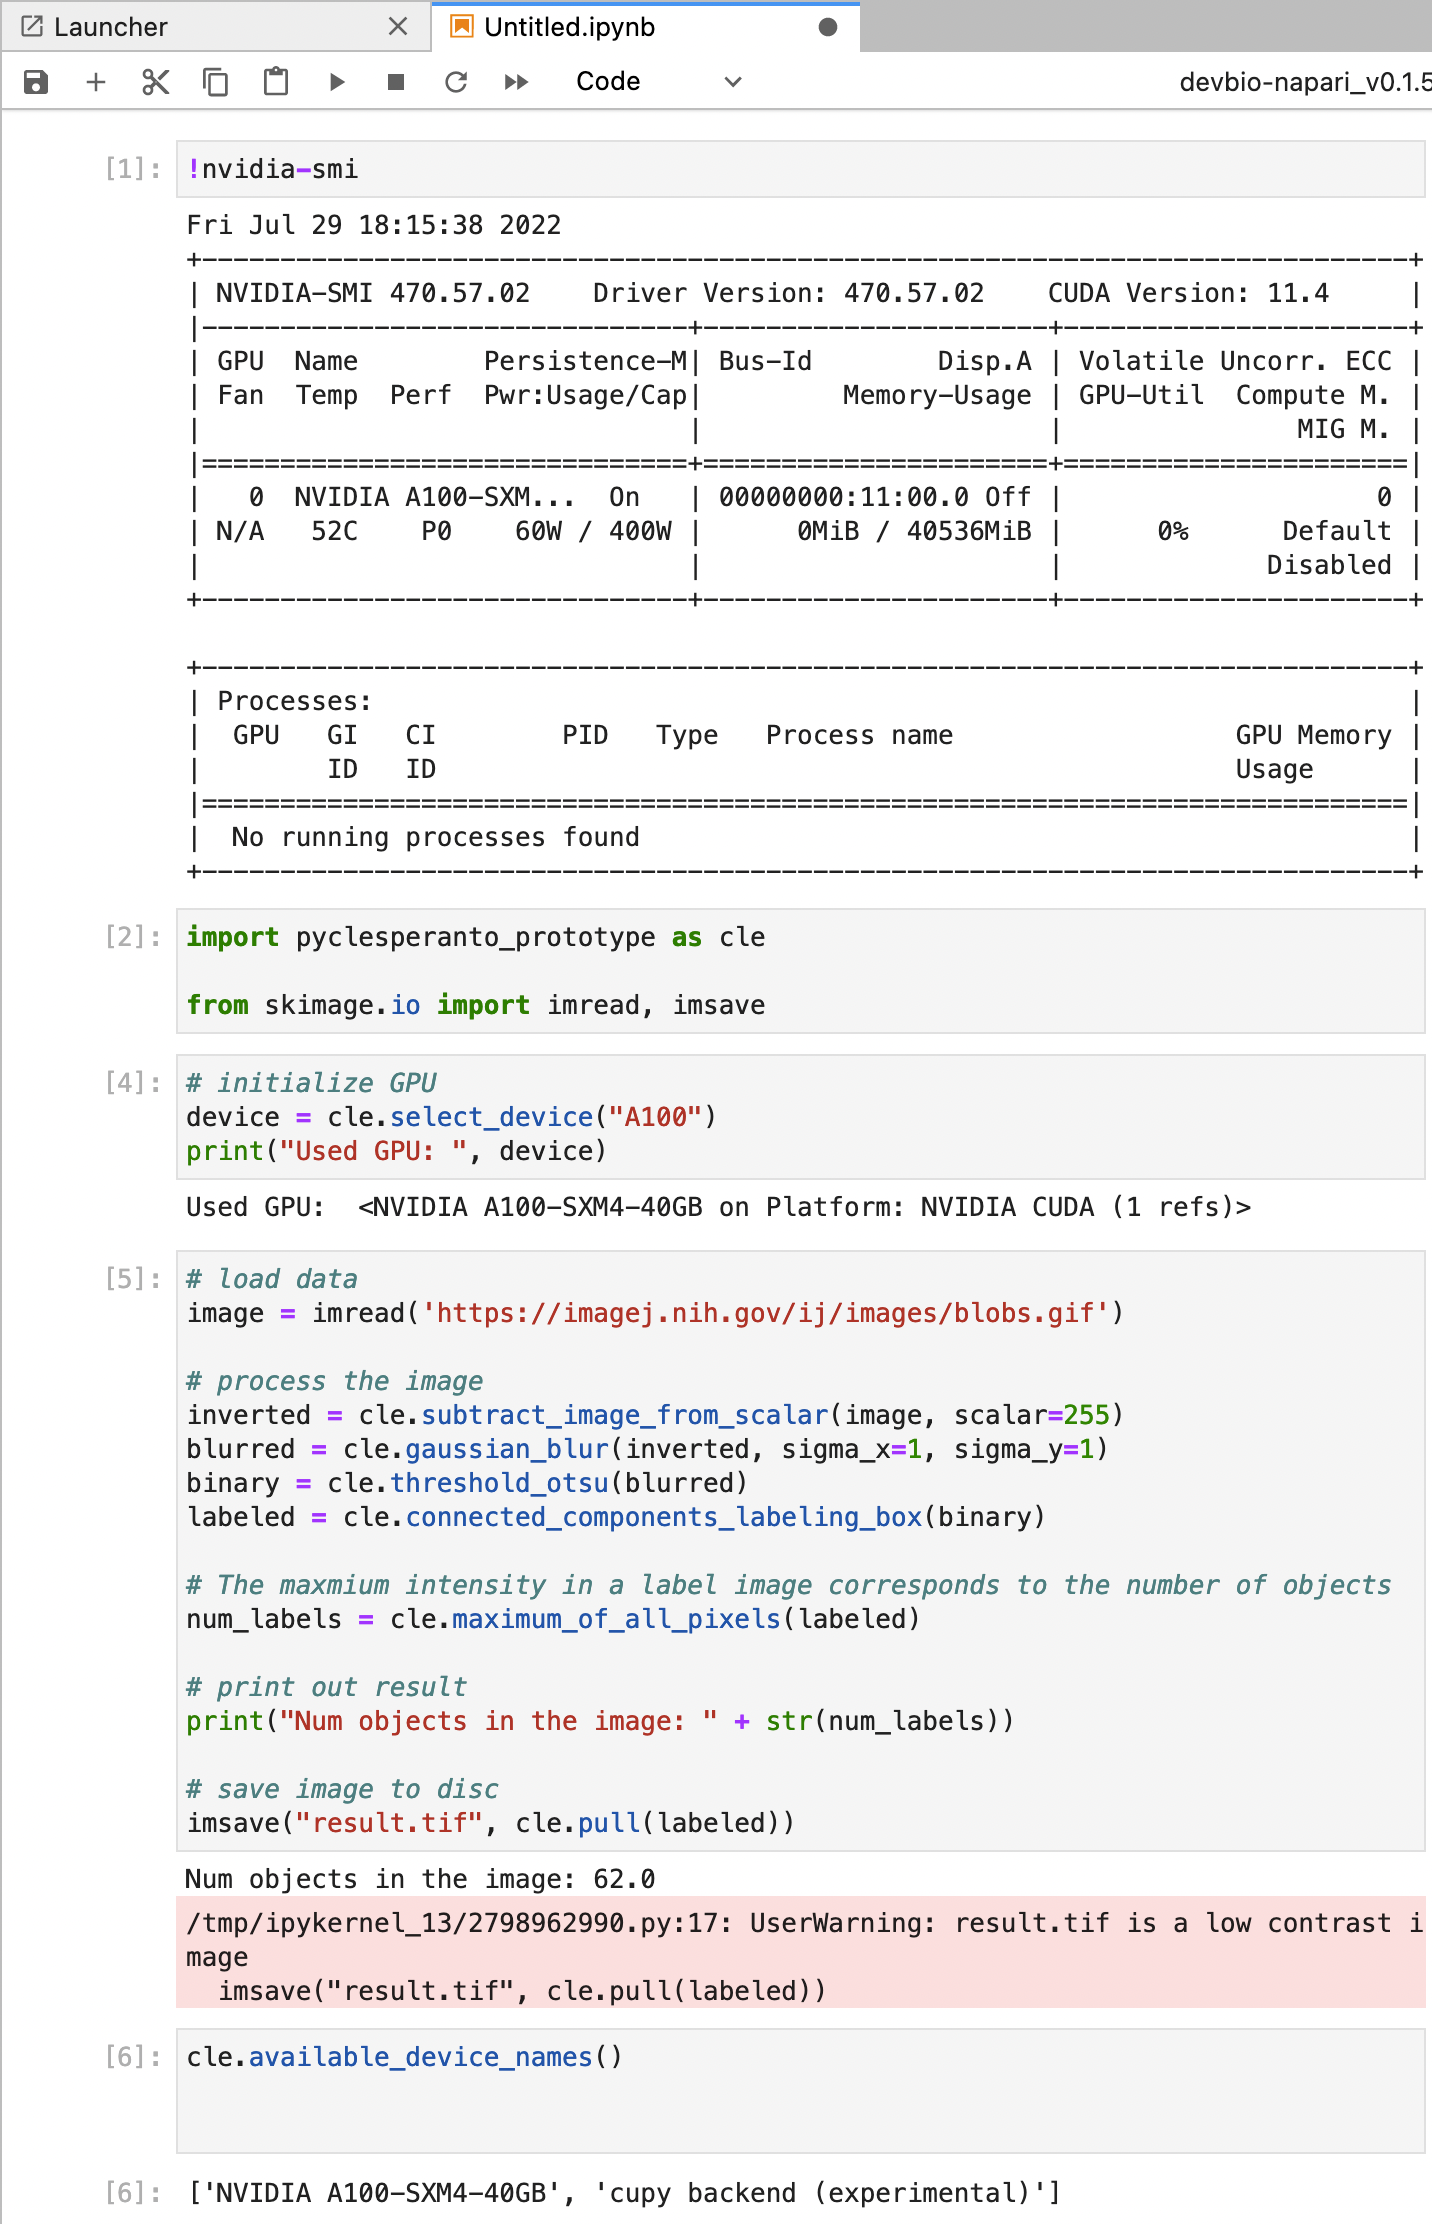 Launcher
Untitled.ipynb
Code
devbio-napari_v0.1.5
[1]: !nvidia-smi
Fri Jul 29 18:15:38 2022
+-----------------------------------------------------------------------------+
| NVIDIA-SMI 470.57.02    Driver Version: 470.57.02    CUDA Version: 11.4     |
|-------------------------------+----------------------+----------------------+
| GPU  Name        Persistence-M| Bus-Id        Disp.A | Volatile Uncorr. ECC |
| Fan  Temp  Perf  Pwr:Usage/Cap|         Memory-Usage | GPU-Util  Compute M. |
|                               |                      |               MIG M. |
|===============================+======================+======================|
|   0  NVIDIA A100-SXM...  On   | 00000000:11:00.0 Off |                    0 |
| N/A   52C    P0    60W / 400W |      0MiB / 40536MiB |      0%      Default |
|                               |                      |             Disabled |
+-------------------------------+----------------------+----------------------+
+-----------------------------------------------------------------------------+
| Processes:                                                                  |
|  GPU   GI   CI        PID   Type   Process name                  GPU Memory |
|        ID   ID                                                   Usage      |
|=============================================================================|
|  No running processes found                                                 |
+-----------------------------------------------------------------------------+
[2]: import pyclesperanto_prototype as cle
from skimage.io import imread, imsave
[4]: # initialize GPU
device = cle.select_device("A100")
print("Used GPU: ", device)
Used GPU:  <NVIDIA A100-SXM4-40GB on Platform: NVIDIA CUDA (1 refs)>
[5]: # load data
image = imread('https://imagej.nih.gov/ij/images/blobs.gif')
# process the image
inverted = cle.subtract_image_from_scalar(image, scalar=255)
blurred = cle.gaussian_blur(inverted, sigma_x=1, sigma_y=1)
binary = cle.threshold_otsu(blurred)
labeled = cle.connected_components_labeling_box(binary)
# The maxmium intensity in a label image corresponds to the number of objects
num_labels = cle.maximum_of_all_pixels(labeled)
# print out result
print("Num objects in the image: " + str(num_labels))
# save image to disc
imsave("result.tif", cle.pull(labeled))
Num objects in the image: 62.0
/tmp/ipykernel_13/2798962990.py:17: UserWarning: result.tif is a low contrast i
mage
  imsave("result.tif", cle.pull(labeled))
[6]: cle.available_device_names()
[6]: ['NVIDIA A100-SXM4-40GB', 'cupy backend (experimental)']